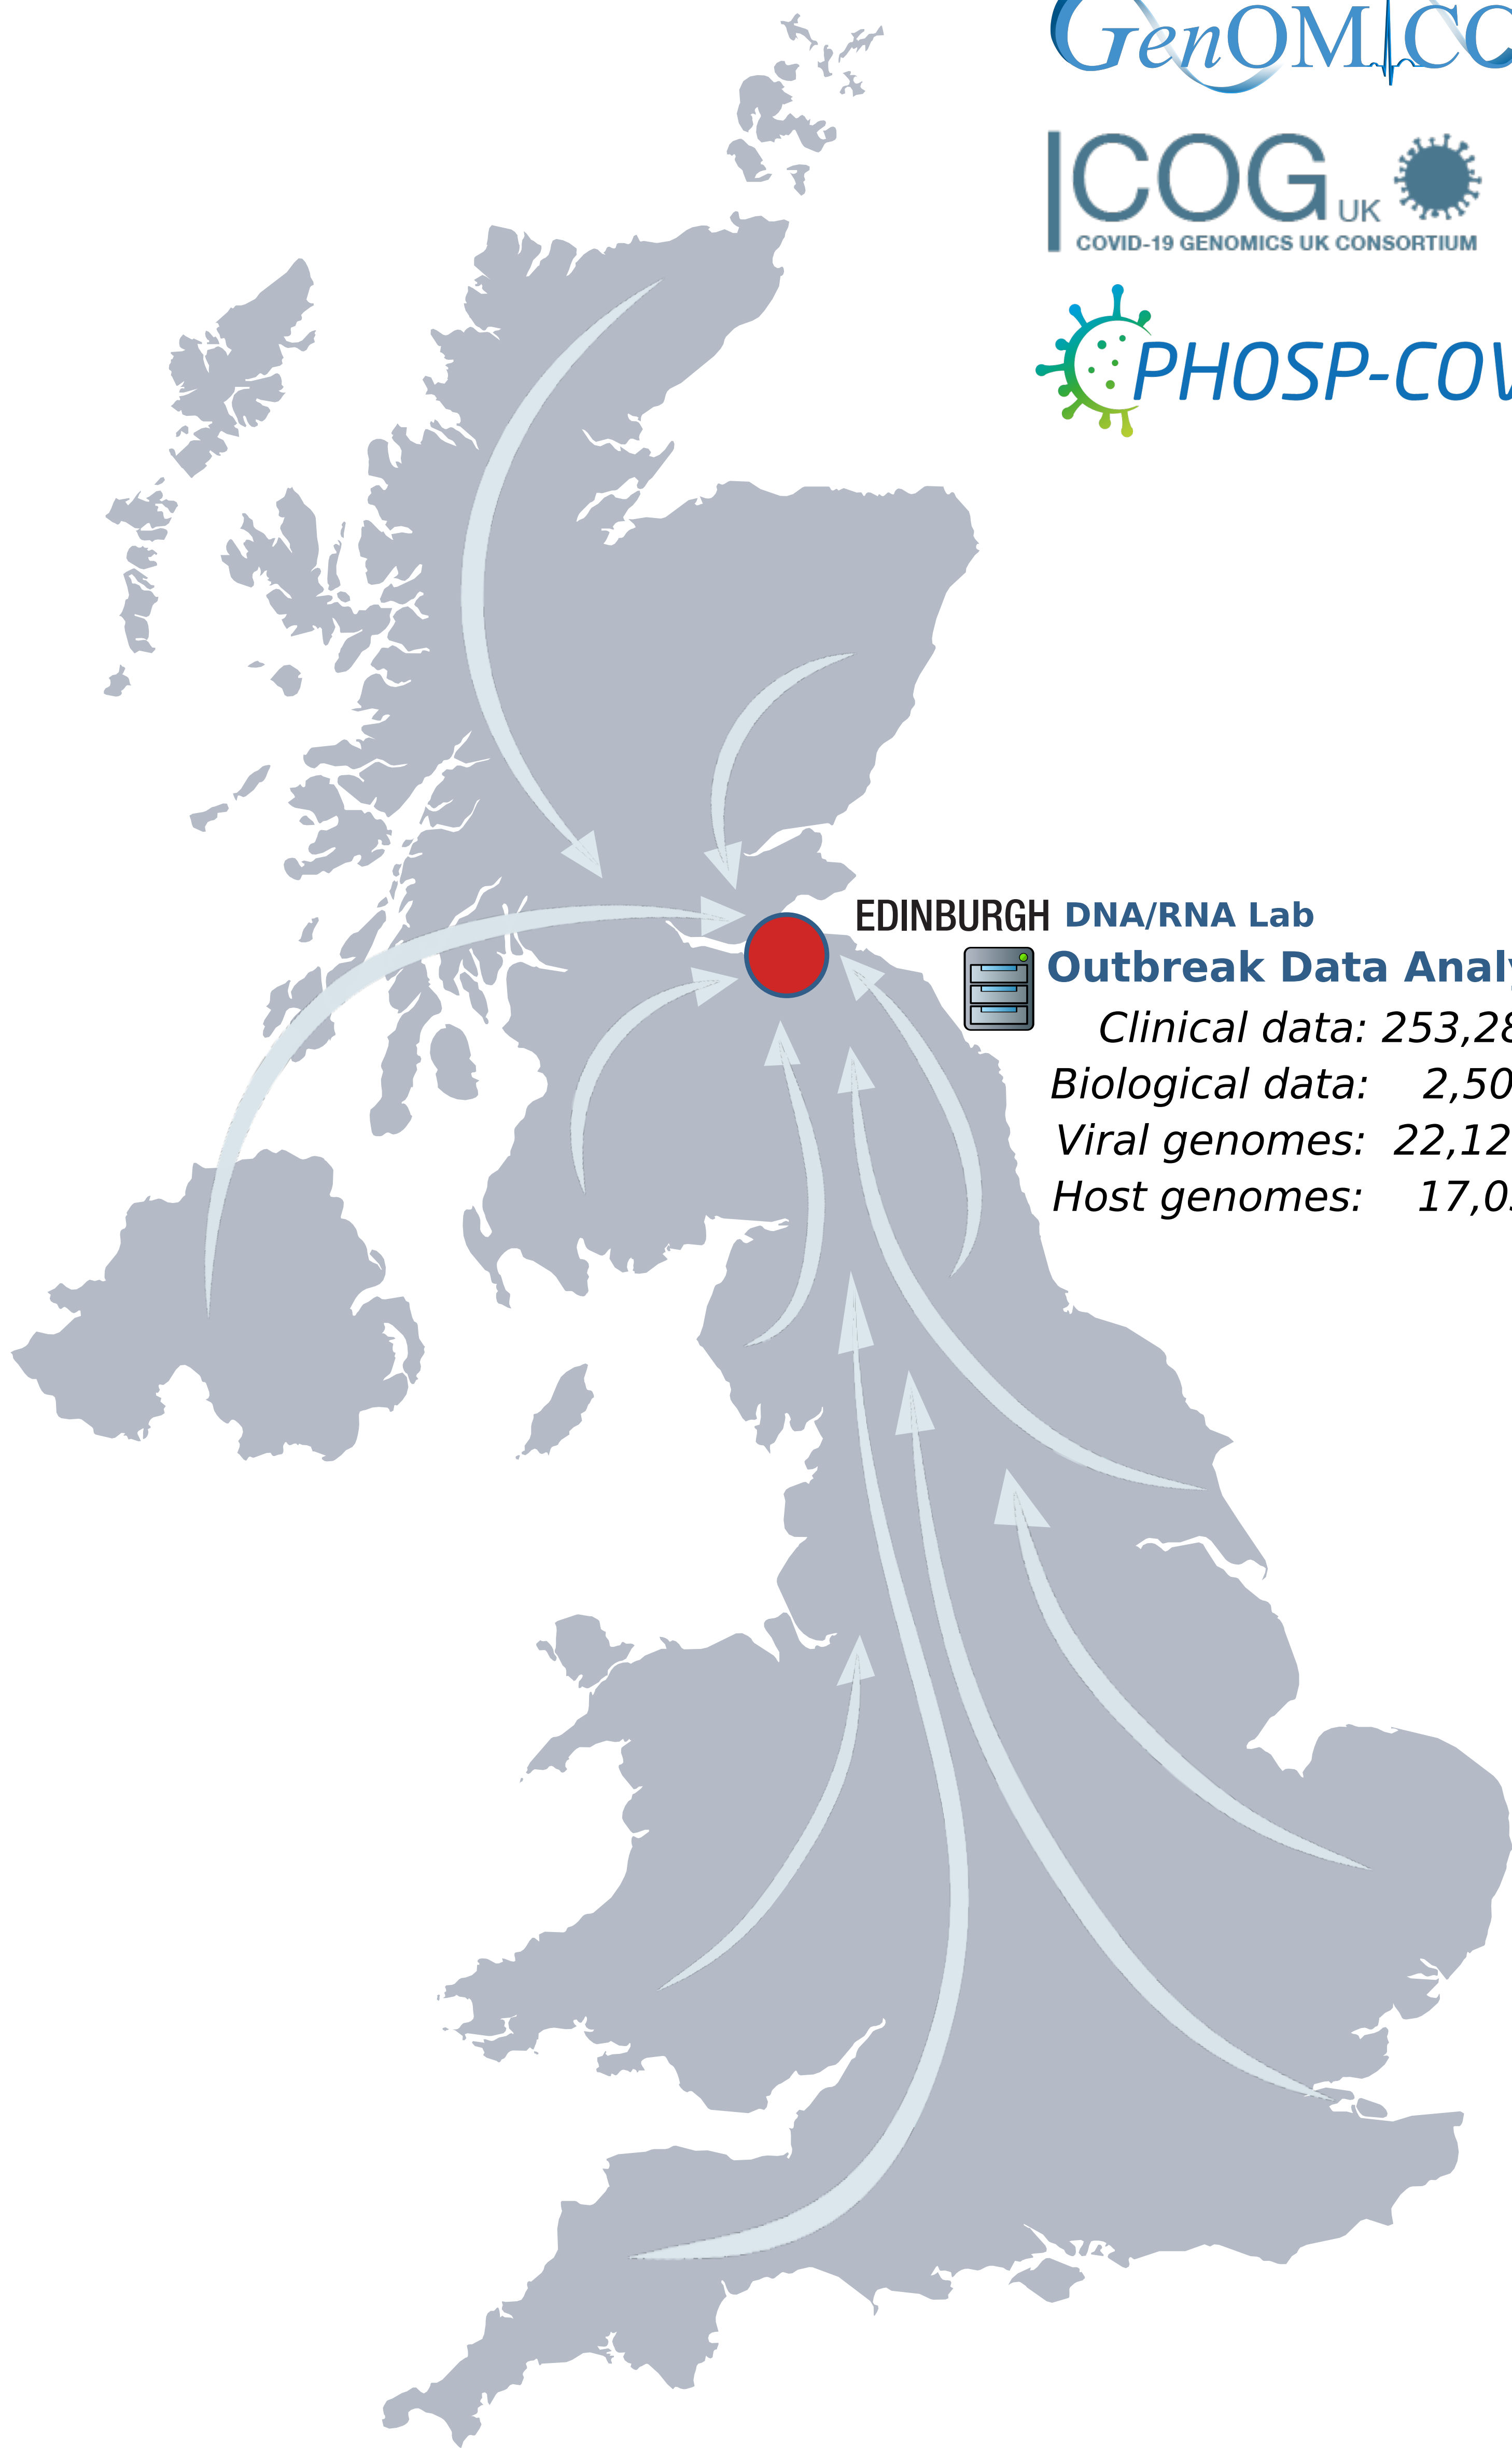 GenOMICC
COG UK
COVID-19 GENOMICS UK CONSORTIUM
PHOSP-COV
EDINBURGH DNA/RNA Lab
Outbreak Data Analy
Clinical data: 253,28
Biological data: 2,50
Viral genomes: 22,12
Host genomes: 17,0